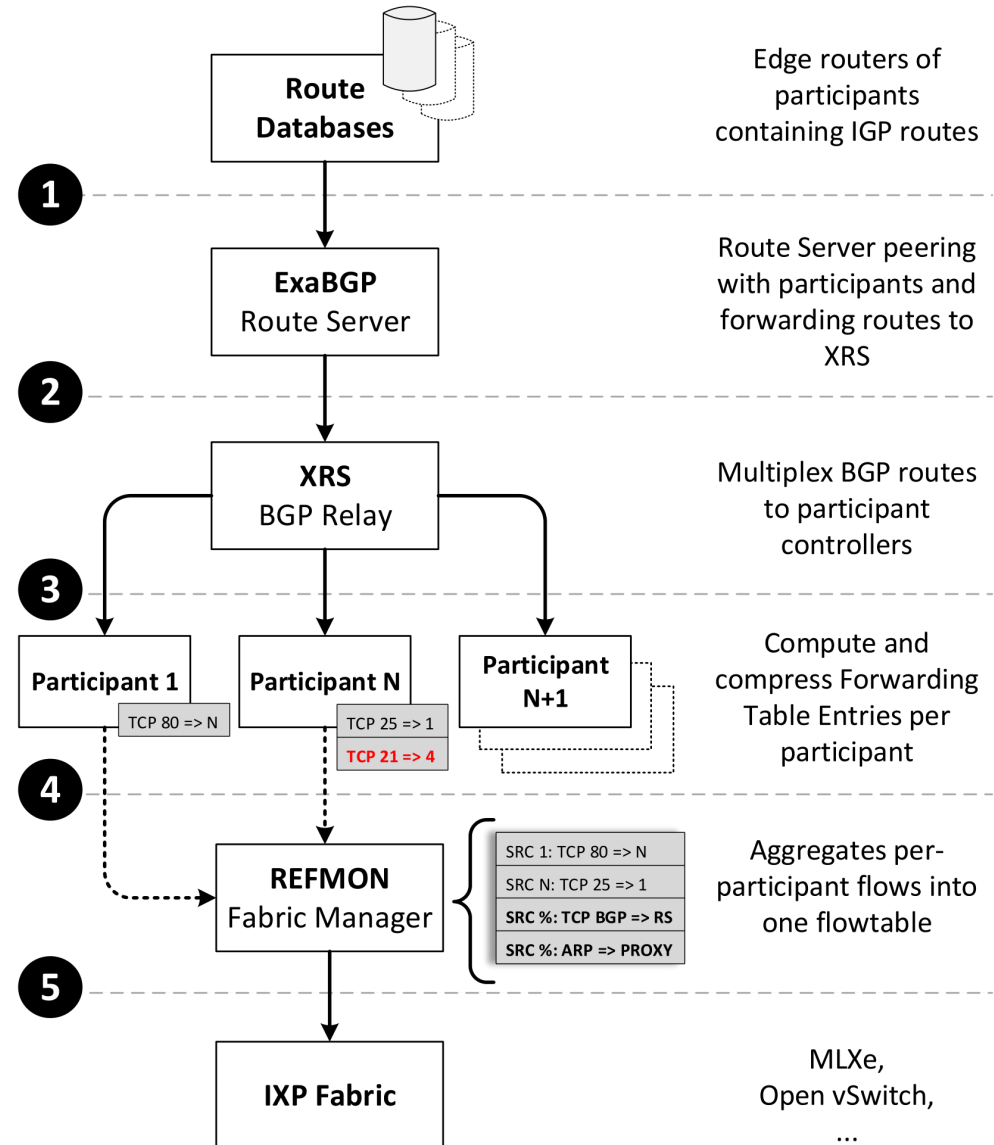 Route
Databases
Edge routers of
participants
containing IGP routes
1
ExaBGP
Route Server
Route Server peering
with participants and
forwarding routes to
XRS
2
XRS
BGP Relay
Multiplex BGP routes
to participant
controllers
3
Participant 1
TCP 80 => N
Participant N
TCP 25 => 1
TCP 21 => 4
Participant
N+1
Compute and
compress Forwarding
Table Entries per
participant
4
REFMON
Fabric Manager
SRC 1: TCP 80 => N
SRC N: TCP 25 => 1
SRC %: TCP BGP => RS
SRC %: ARP => PROXY
Aggregates per-
participant flows into
one flowtable
5
IXP Fabric
MLXe,
Open vSwitch,
...